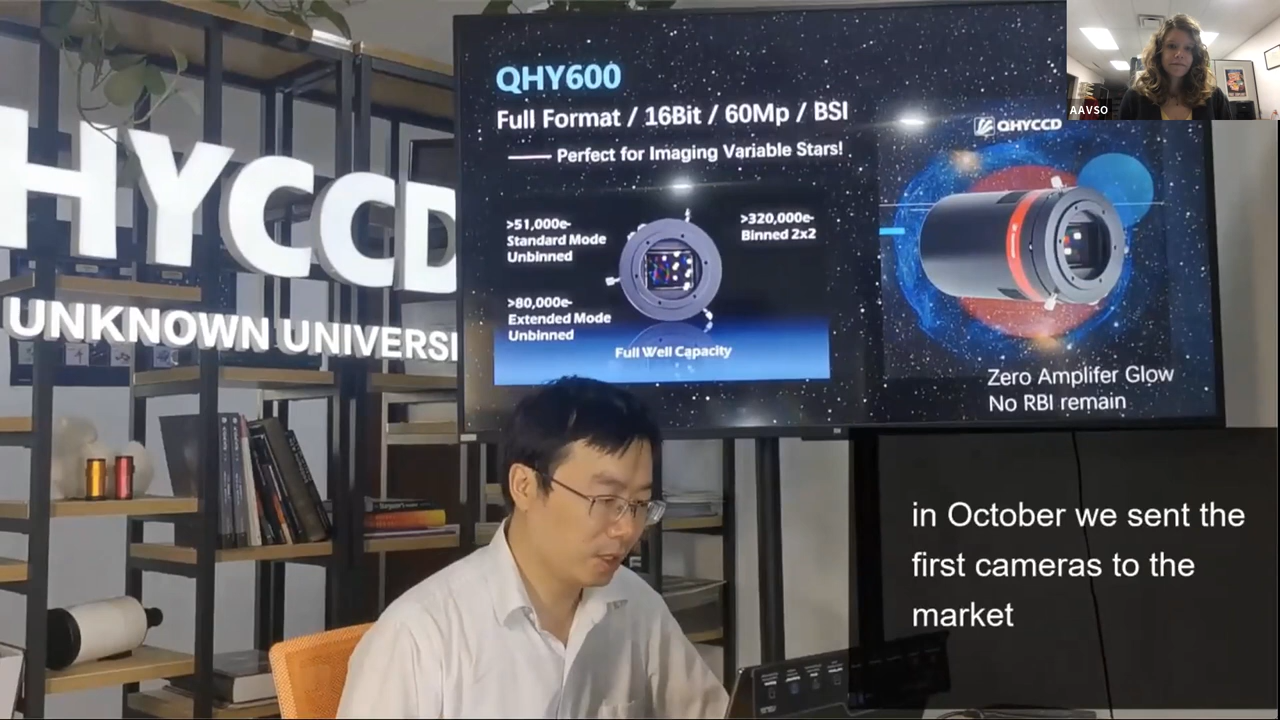 HYCCD
UNKNOWN UNIVERSI
QHY600
Full Format / 16Bit / 60Mp / BSI
Perfect for Imaging Variable Stars!
>51,000e-
Standard Mode
Unbinned
>320,000e-
Binned 2x2
>80,000e-
Extended Mode
Unbinned
Full Well Capacity
QHYCCD
Zero Amplifer Glow
No RBI remain
AAVSO
in October we sent the
first cameras to the
market